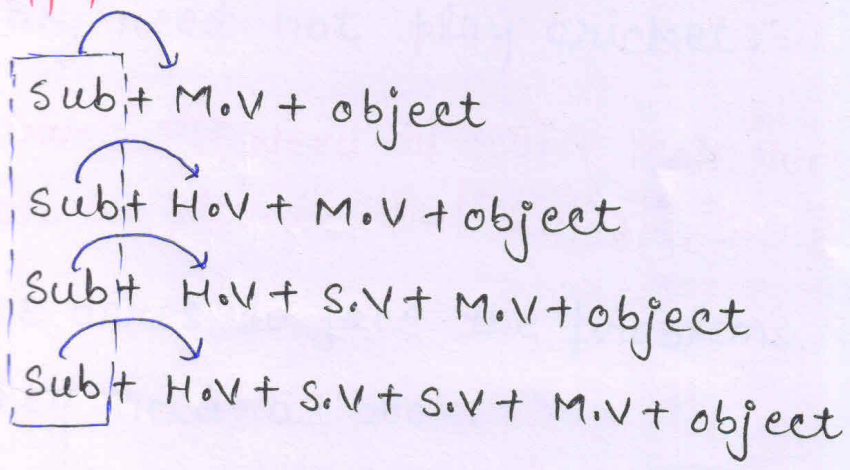 Sub + M.V + object
Sub + H.V + M.V + object
Sub + H.V + S.V + M.V + object
Sub + H.V + S.V + S.V + M.V + object